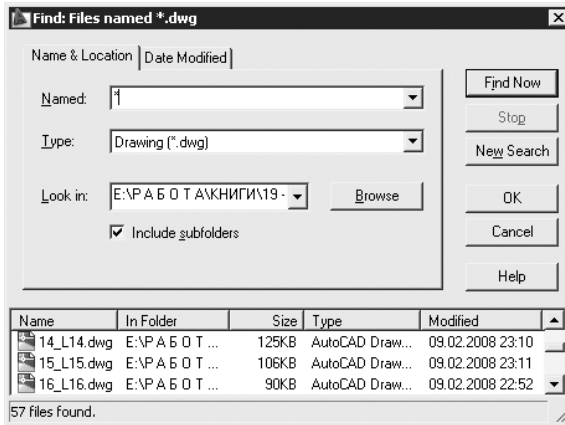 Find: Files named *.dwg
Name & Location Date Modified
Named: *
Type: Drawing (*.dwg)
Look in: E:\Р А Б О Т А\КНИГИ\19 - Browse
Include subfolders
Find Now
Stop
New Search
OK
Cancel
Help
Name In Folder Size Type Modified
14_L14.dwg E:\Р А Б О Т ... 125KB AutoCAD Draw... 09.02.2008 23:10
15_L15.dwg E:\Р А Б О Т ... 106KB AutoCAD Draw... 09.02.2008 23:11
16_L16.dwg E:\Р А Б О Т ... 90KB AutoCAD Draw... 09.02.2008 22:52
57 files found.